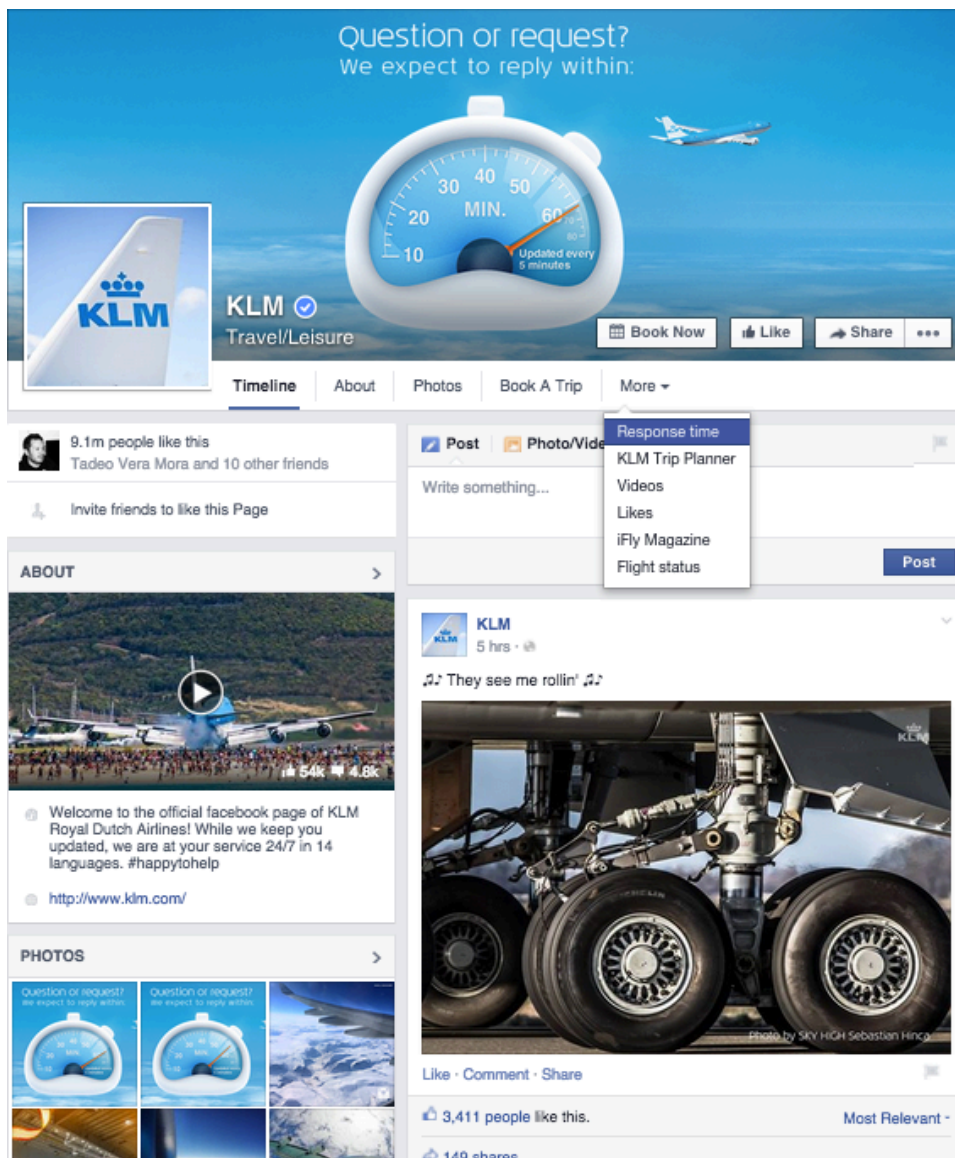 Question or request?
We expect to reply within:
10
20
30
40
50
60
70
80
MIN.
Updated every
5 minutes
KLM
KLM
Travel/Leisure
Book Now
Like
Share
Timeline
About
Photos
Book A Trip
More
Response time
KLM Trip Planner
Videos
Likes
iFly Magazine
Flight status
9.1m people like this
Tadeo Vera Mora and 10 other friends
Invite friends to like this Page
ABOUT
54k 4.8k
Welcome to the official facebook page of KLM
Royal Dutch Airlines! While we keep you
updated, we are at your service 24/7 in 14
languages. #happytohelp
http://www.klm.com/
PHOTOS
Question or request?
We expect to reply within:
Question or request?
We expect to reply within:
Post
Photo/Vide
Write something...
Post
KLM
KLM
5 hrs
♫♪ They see me rollin' ♫♪
KLM
MICHELIN
Photo by SKY HIGH Sebastian Hinca
Like · Comment · Share
3,411 people like this.
Most Relevant
149 shares